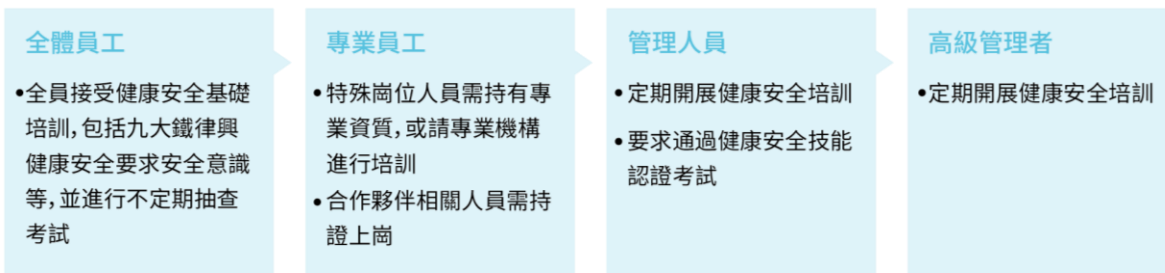 全體員工
•全員接受健康安全基礎
培訓,包括九大鐵律興
健康安全要求安全意識
等,並進行不定期抽查
考試
專業員工
•特殊崗位人員需持有專
業資質,或請專業機構
進行培訓
•合作夥伴相關人員需持
證上崗
管理人員
•定期開展健康安全培訓
•要求通過健康安全技能
認證考試
高級管理者
•定期開展健康安全培訓